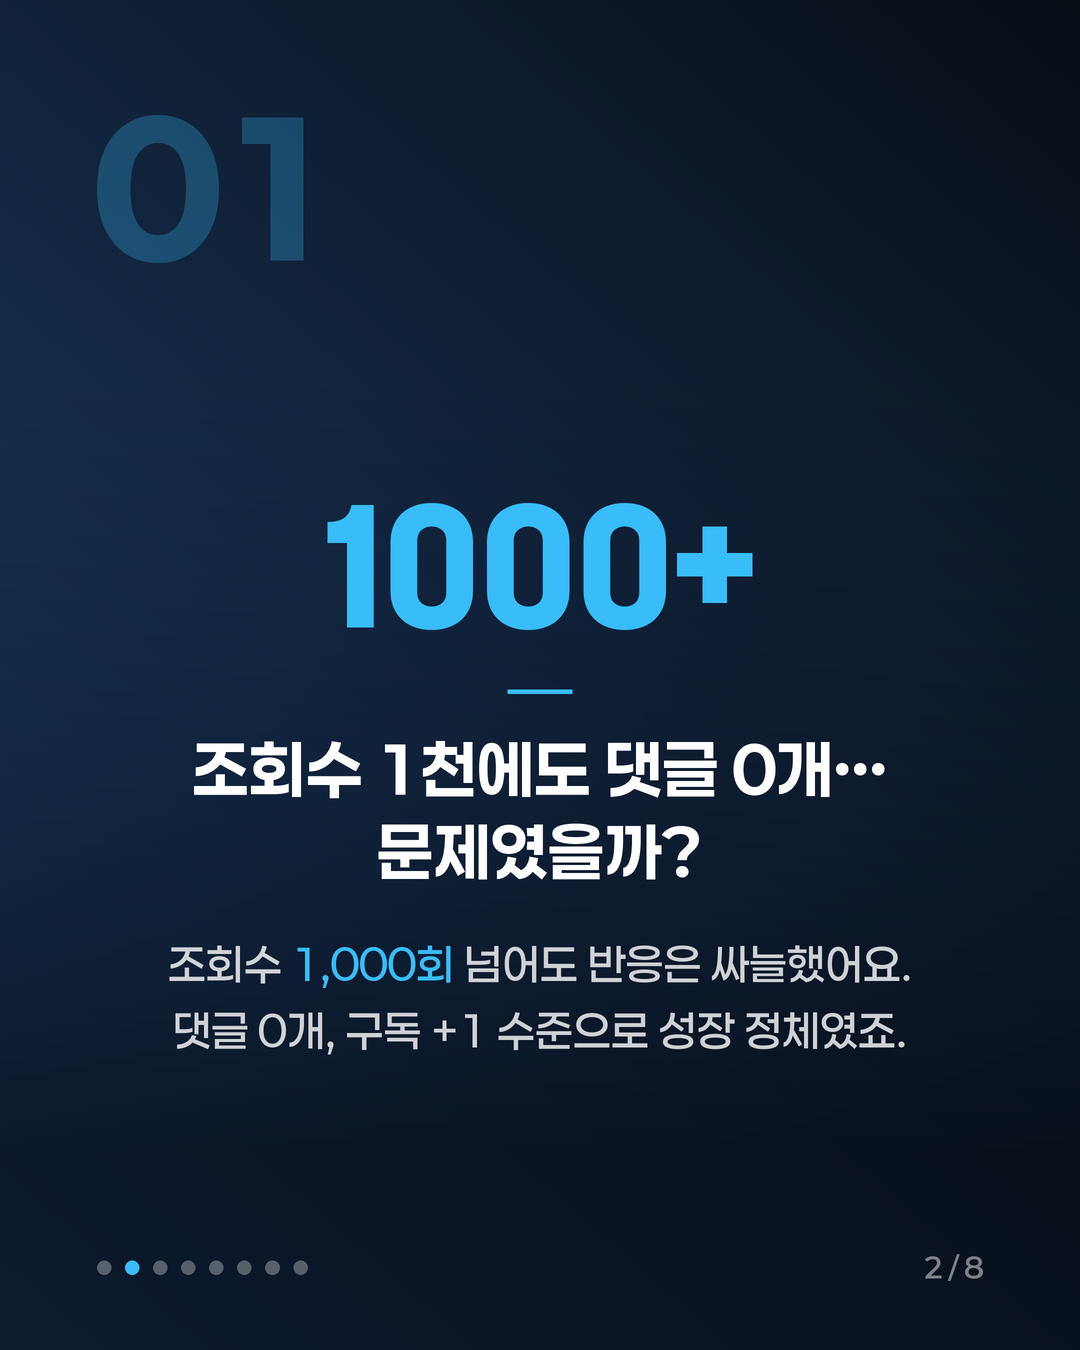 01
1000+
조회수 1천에도 댓글 0개…
문제였을까?
조회수 1,000회 넘어도 반응은 싸늘했어요.
댓글 0개, 구독 +1 수준으로 성장 정체였죠.
2/8